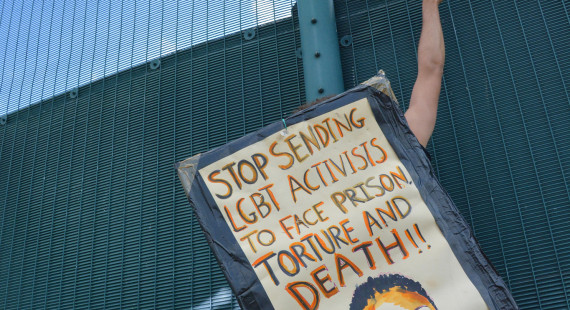 STOP SENDING
LGBT ACTIVISTS
TO FACE PRISON,
TORTURE AND
DEATH!!